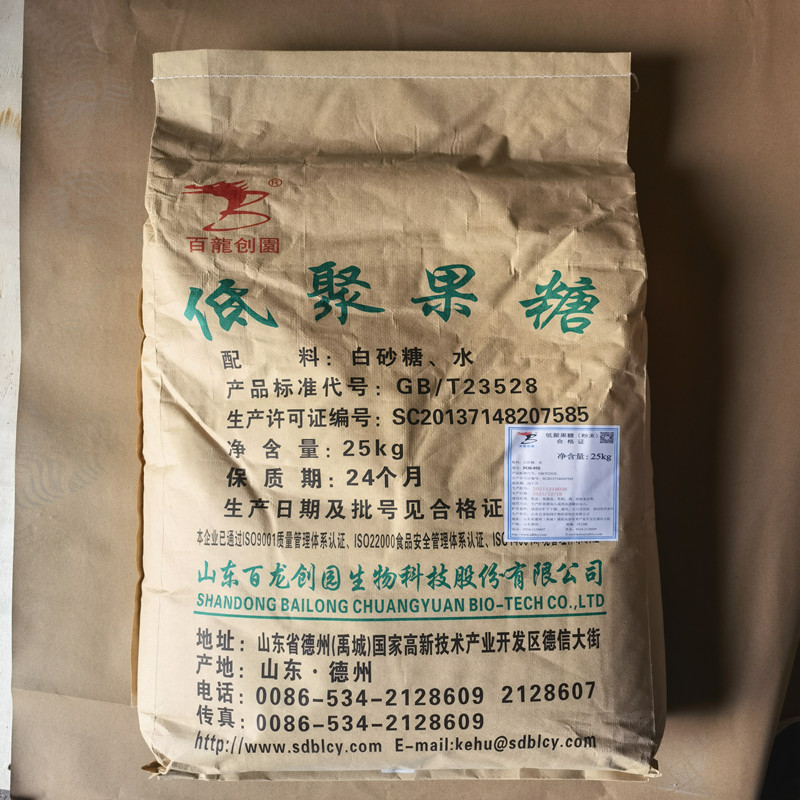 ®
百龍创園
低聚果糖
配 料：白砂糖、水
产品标准代号：GB/T23528
生产许可证编号：SC20137148207585
净 含 量：25kg
保 质 期：24个月
生产日期及批号见合格证
低聚果糖（粉末）
合格证
净含量：25kg
本企业已通过ISO9001质量管理体系认证、ISO22000食品安全管理体系认证、
山东百龙创园生物科技股份有限公司
SHANDONG BAILONG CHUANGYUAN BIO-TECH CO.,LTD
地址：山东省德州(禹城)国家高新技术产业开发区德信大街
产地：山东·德州
电话：0086-534-2128609 2128607
传真：0086-534-2128609
http://www.sdblcy.com E-mail:kehu@sdblcy.com